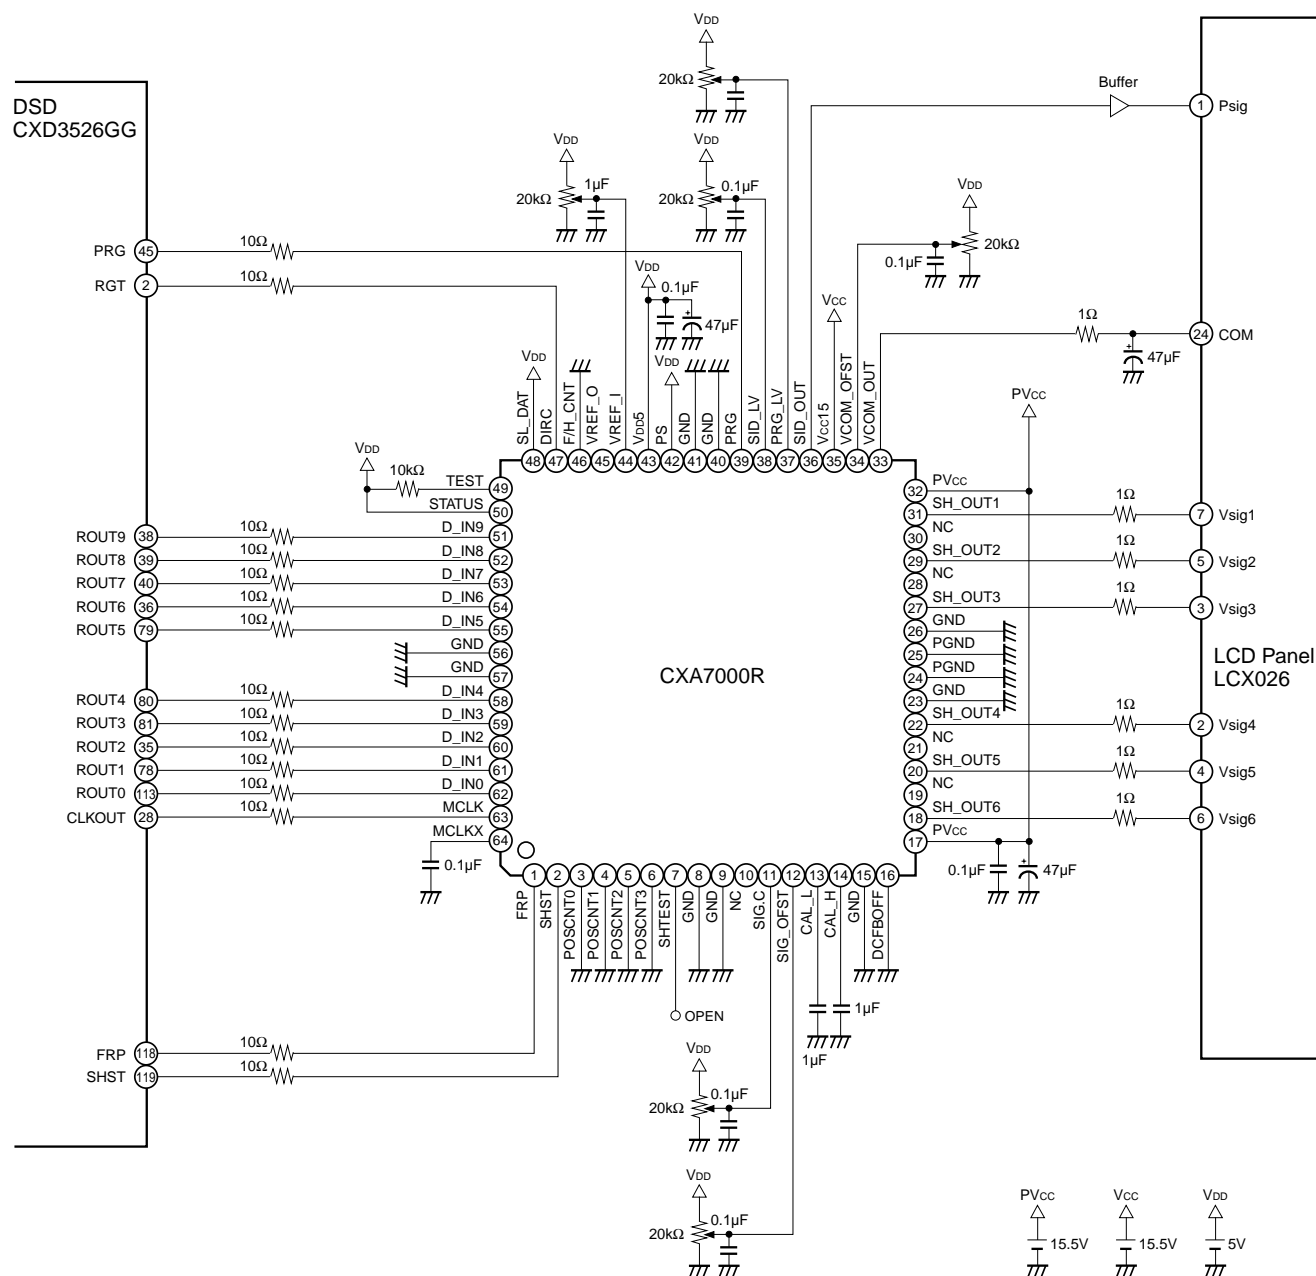 VDD
20kΩ
Buffer
1
Psig
DSD
CXD3526GG
VDD
1µF
20kΩ
VDD
0.1µF
20kΩ
VDD
20kΩ
0.1µF
PRG
45
10Ω
RGT
2
10Ω
VDD
0.1µF
47µF
VCC
1Ω
24
COM
47µF
VDD
VDD
PVCC
SL_DAT
DIRC
F/H_CNT
VREF_O
VREF_I
VDD5
PS
GND
GND
PRG
SID_LV
PRG_LV
SID_OUT
VCC15
VCOM_OFST
VCOM_OUT
48 47 46 45 44 43 42 41 40 39 38 37 36 35 34 33
VDD
10kΩ
TEST
49
STATUS
50
ROUT9 38 10Ω D_IN9 51
ROUT8 39 10Ω D_IN8 52
ROUT7 40 10Ω D_IN7 53
ROUT6 36 10Ω D_IN6 54
ROUT5 79 10Ω D_IN5 55
GND 56
GND 57
ROUT4 80 10Ω D_IN4 58
ROUT3 81 10Ω D_IN3 59
ROUT2 35 10Ω D_IN2 60
ROUT1 78 10Ω D_IN1 61
ROUT0 113 10Ω D_IN0 62
CLKOUT 28 10Ω MCLK 63
MCLKX 64
0.1µF
CXA7000R
32 PVCC
31 SH_OUT1 1Ω 7 Vsig1
30 NC
29 SH_OUT2 1Ω 5 Vsig2
28 NC
27 SH_OUT3 1Ω 3 Vsig3
26 GND
25 PGND
24 PGND
23 GND
22 SH_OUT4 1Ω 2 Vsig4
21 NC
20 SH_OUT5 1Ω 4 Vsig5
19 NC
18 SH_OUT6 1Ω 6 Vsig6
17 PVCC
0.1µF
47µF
LCD Panel
LCX026
1 2 3 4 5 6 7 8 9 10 11 12 13 14 15 16
FRP
SHST
POSCNT0
POSCNT1
POSCNT2
POSCNT3
SHTEST
GND
GND
NC
SIG.C
SIG_OFST
CAL_L
CAL_H
GND
DCFBOFF
OPEN
1µF
1µF
FRP 118 10Ω
SHST 119 10Ω
VDD
0.1µF
20kΩ
VDD
0.1µF
20kΩ
PVCC
15.5V
VCC
15.5V
VDD
5V